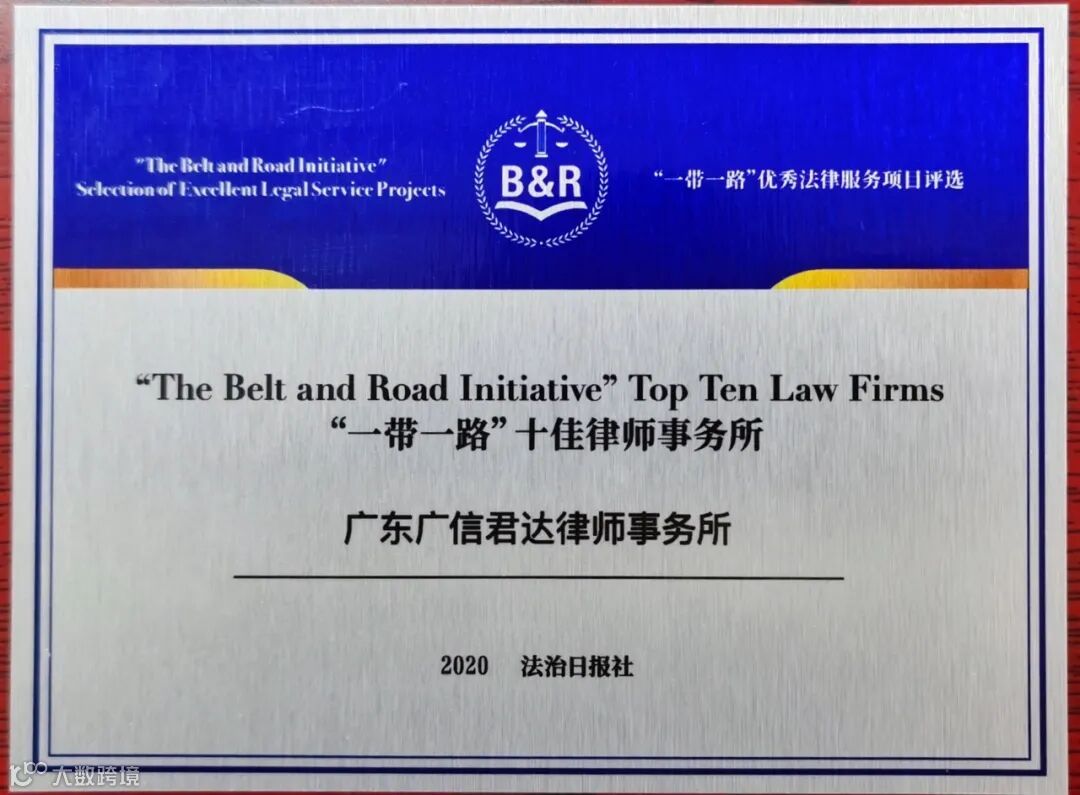 "The Belt and Road Initiative"
Selection of Excellent Legal Service Projects
B&R
“一带一路”优秀法律服务项目评选
“The Belt and Road Initiative” Top Ten Law Firms
“一带一路”十佳律师事务所
广东广信君达律师事务所
2020 法治日报社
大数跨境